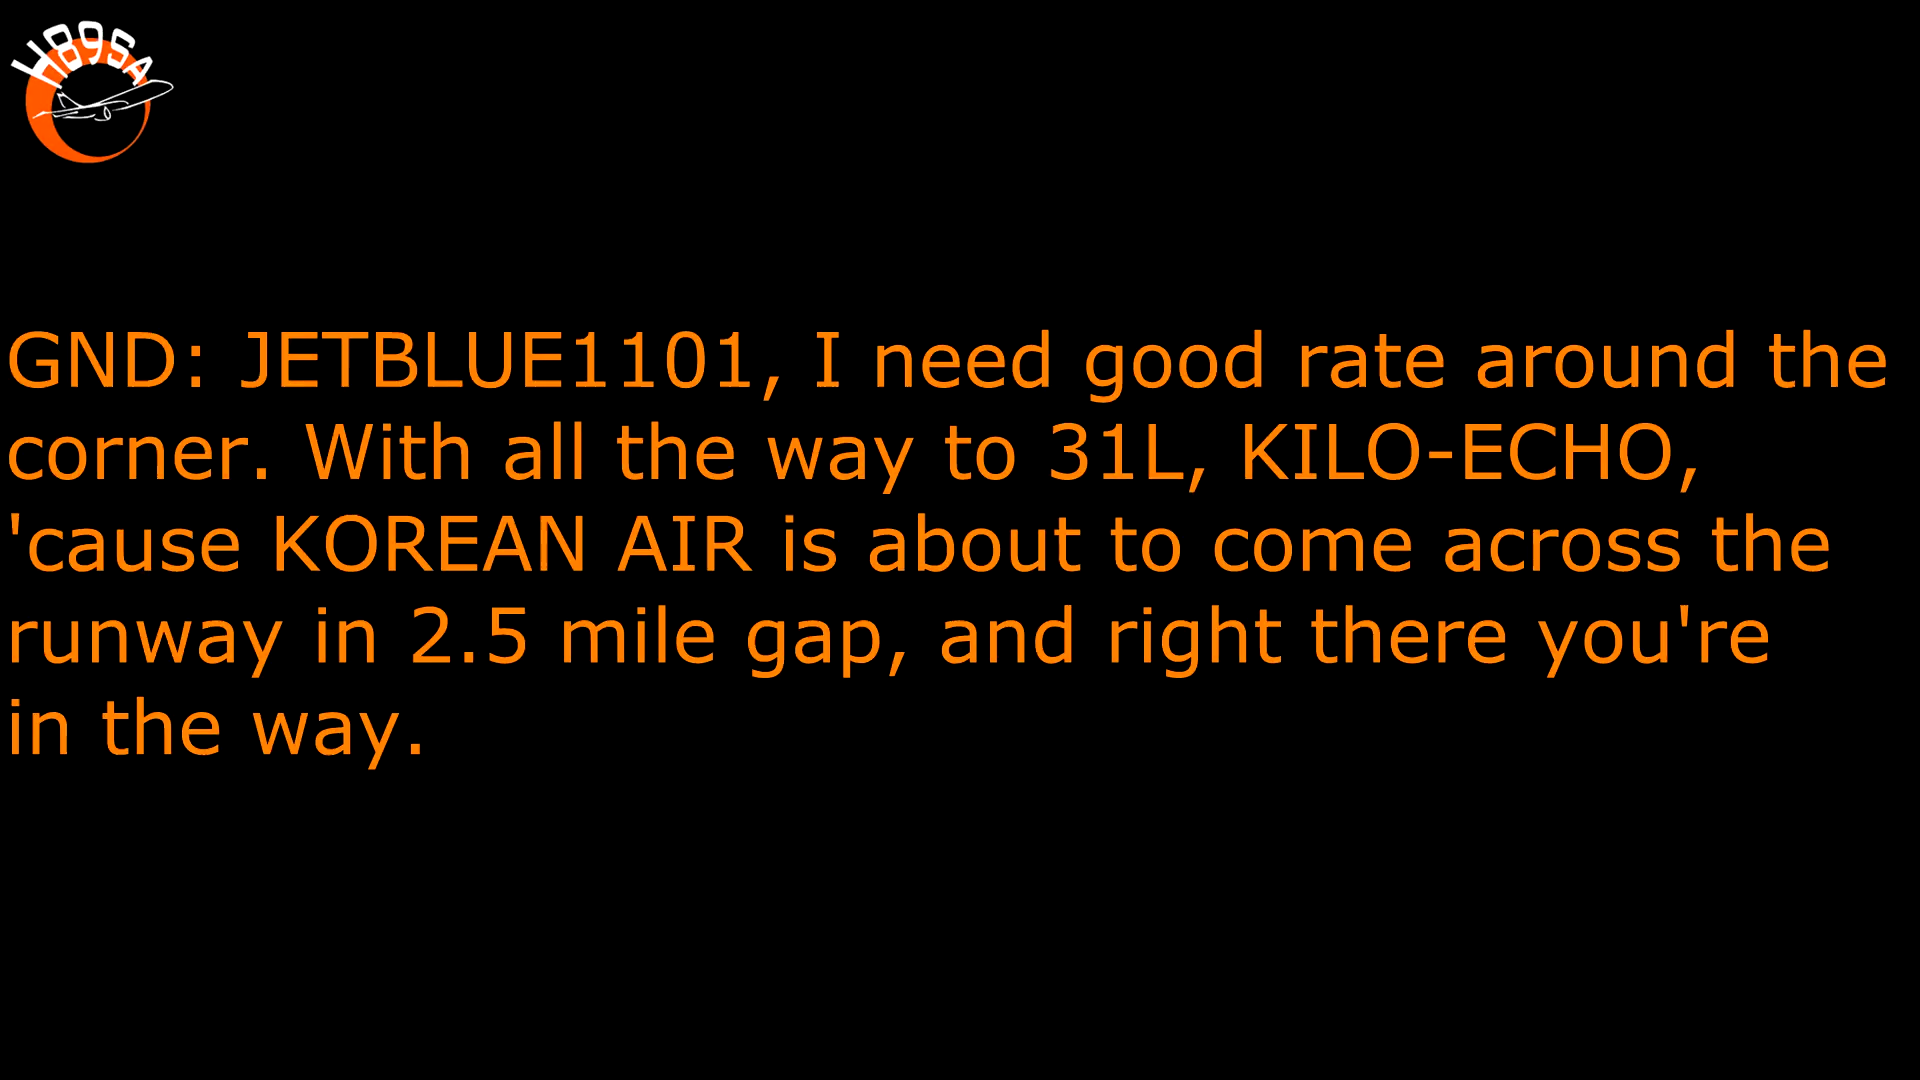 H89SA
GND: JETBLUE1101, I need good rate around the
corner. With all the way to 31L, KILO-ECHO,
'cause KOREAN AIR is about to come across the
runway in 2.5 mile gap, and right there you're
in the way.